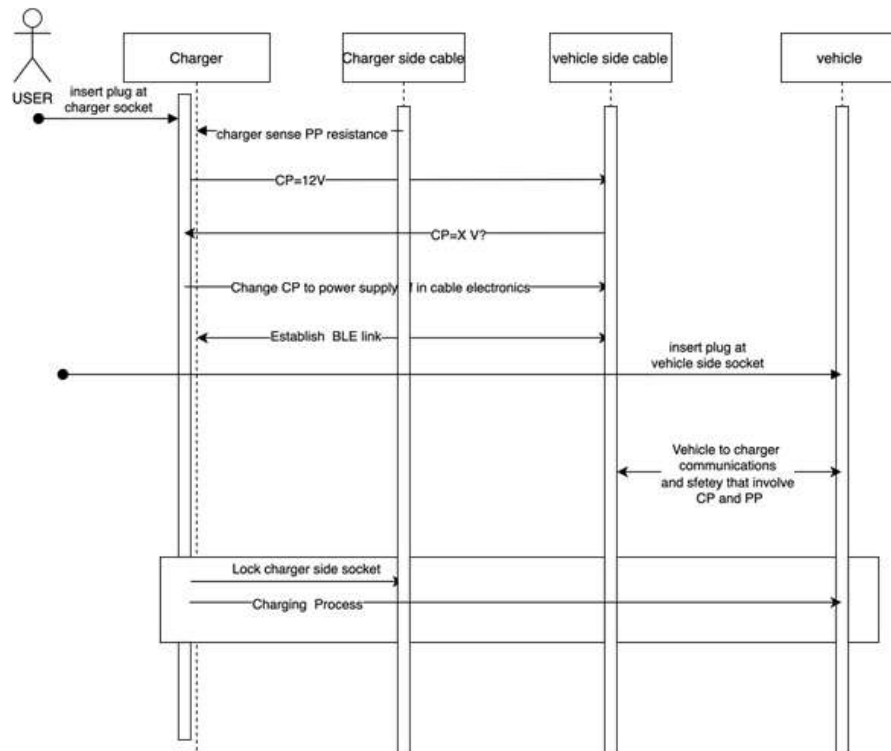 Charger
Charger side cable
vehicle side cable
vehicle
USER
insert plug at
charger socket
charger sense PP resistance
CP=12V
CP=X V?
Change CP to power supply f in cable electronics
Establish BLE link
insert plug at
vehicle side socket
Vehicle to charger
communications
and sfetey that involve
CP and PP
Lock charger side socket
Charging Process